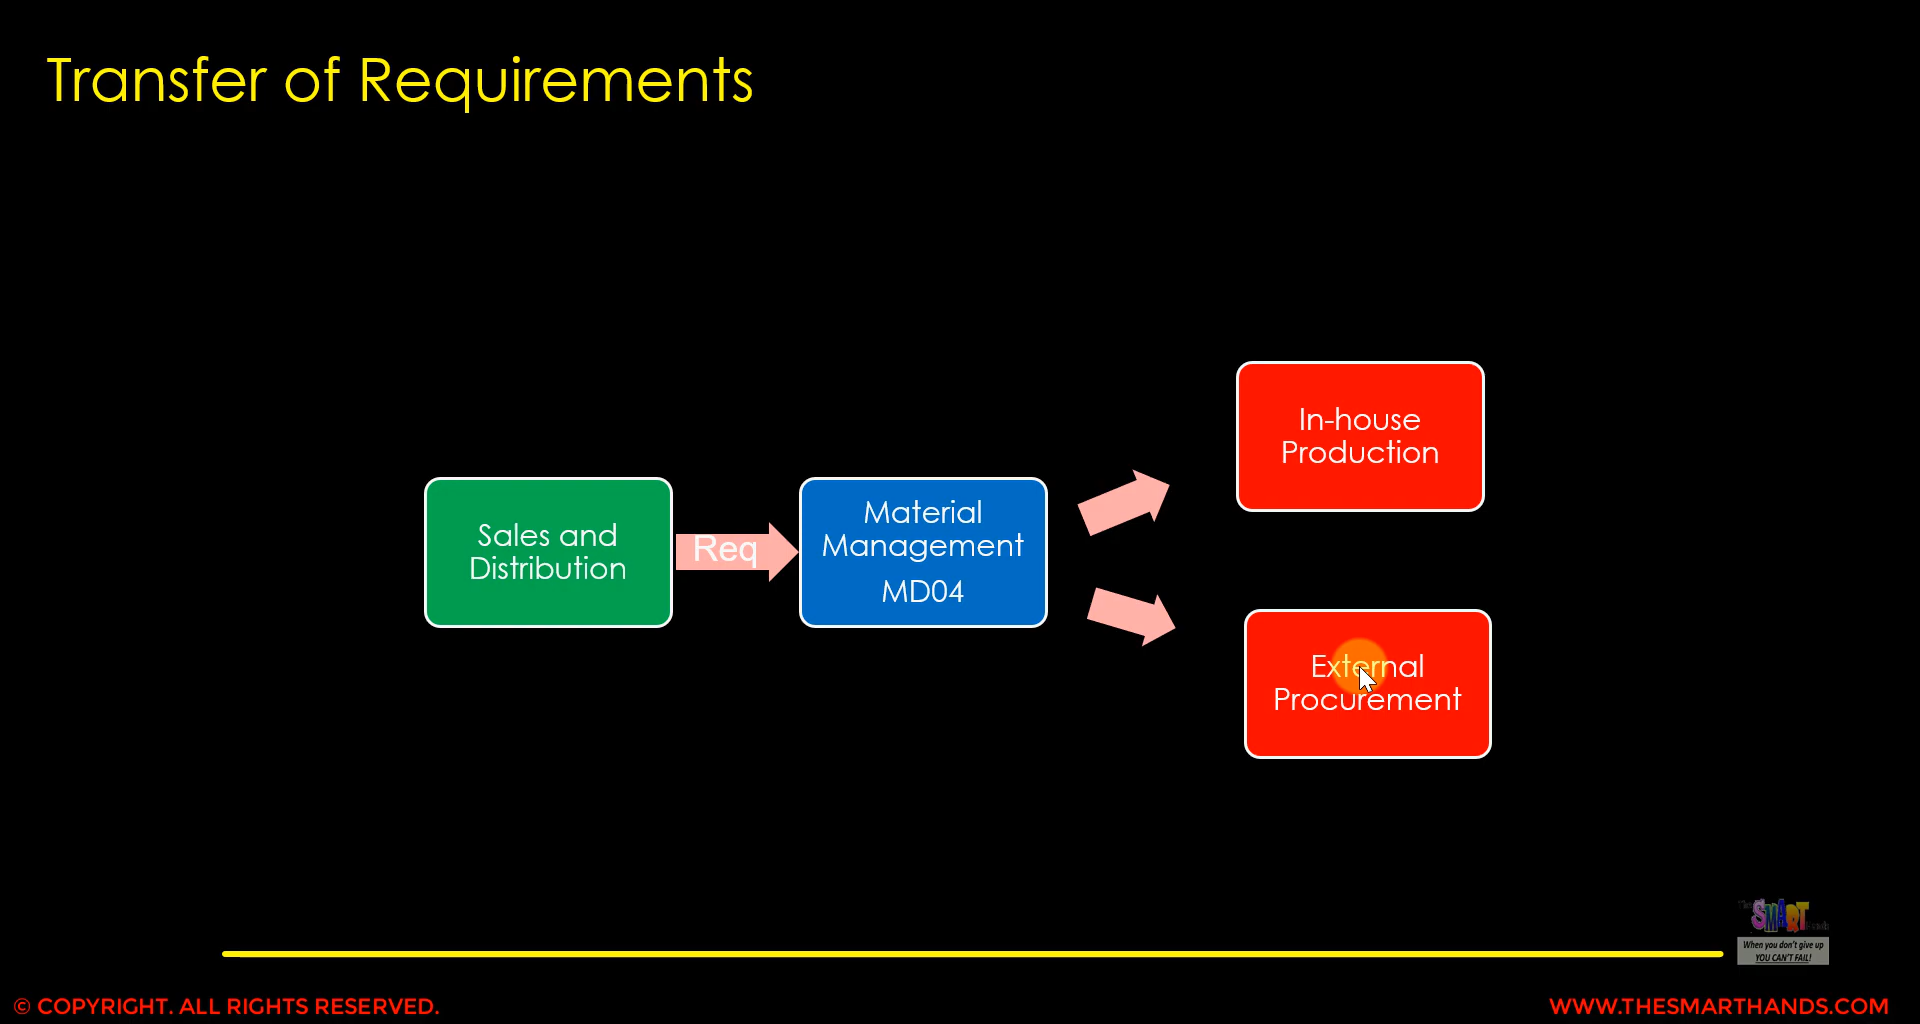 Transfer of Requirements
In-house
Production
Sales and
Distribution
Req
Material
Management
MD04
External
Procurement
SMART
When you don't give up
YOU CAN'T FAIL!
© COPYRIGHT. ALL RIGHTS RESERVED.
WWW.THESMARTHANDS.COM